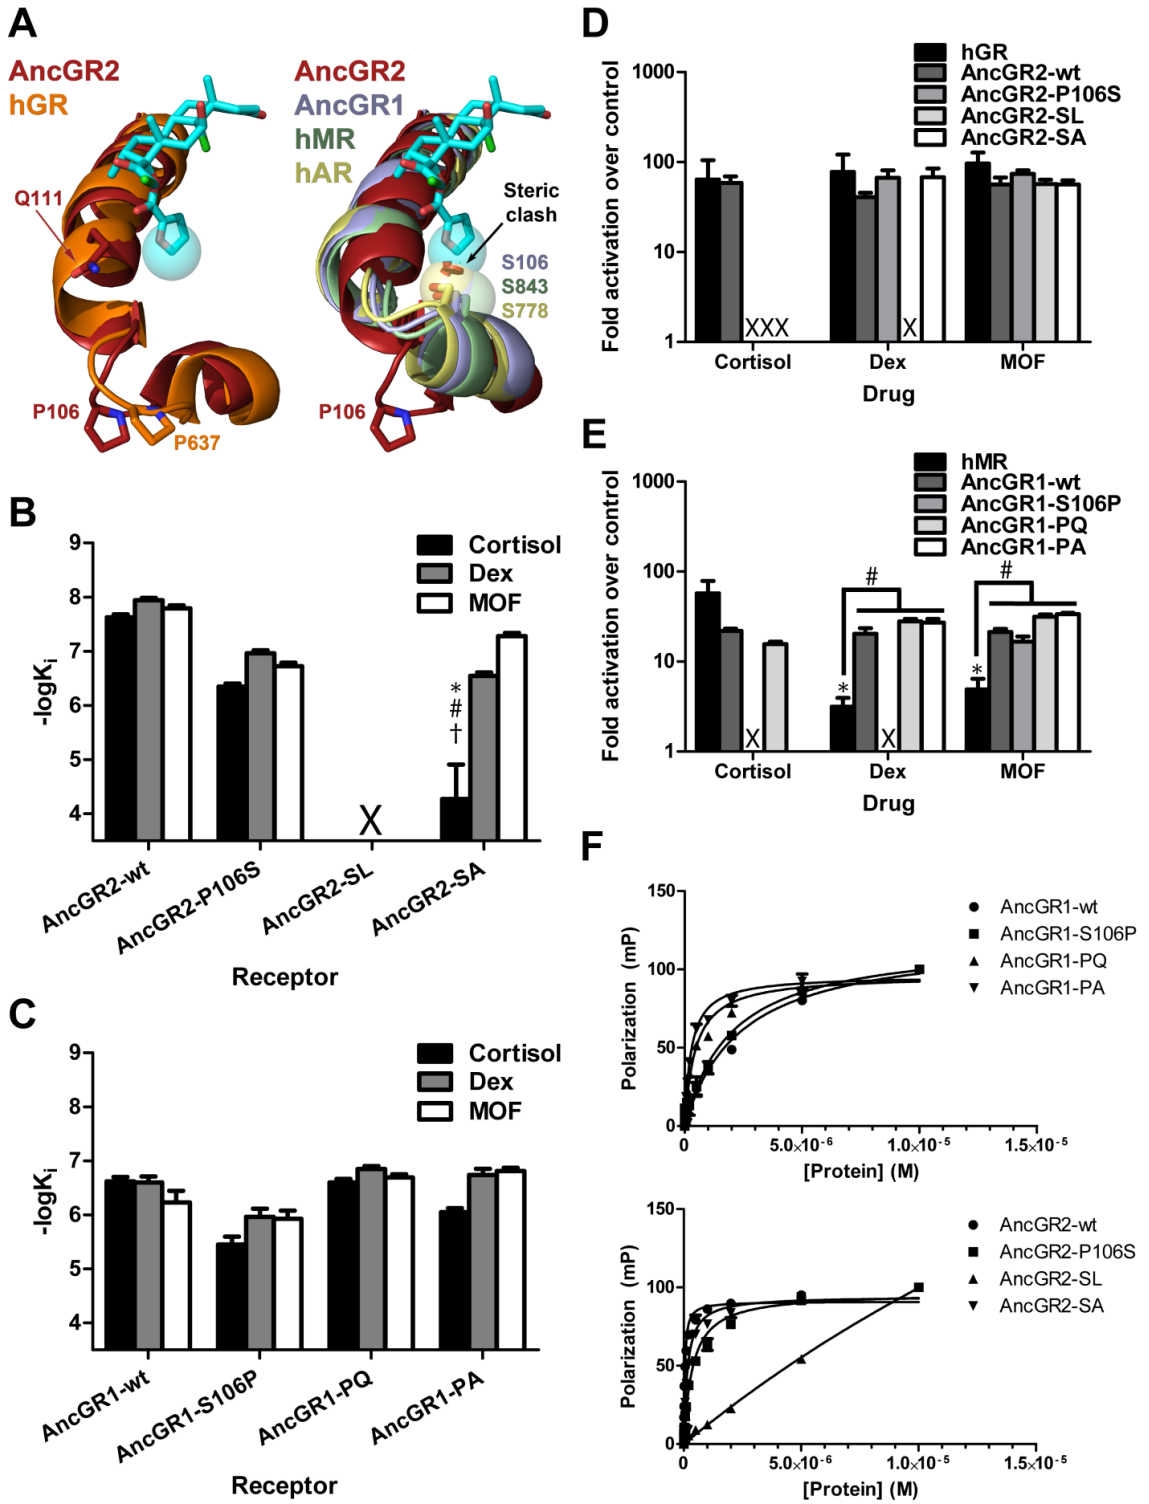 A
AncGR2
hGR
Q111
P106
P637
AncGR2
AncGR1
hMR
hAR
Steric
clash
S106
S843
S778
P106
B
-logKi
9
8
7
6
5
4
Cortisol
Dex
MOF
*
#
†
X
AncGR2-wt
AncGR2-P106S
AncGR2-SL
AncGR2-SA
Receptor
C
-logKi
9
8
7
6
5
4
Cortisol
Dex
MOF
AncGR1-wt
AncGR1-S106P
AncGR1-PQ
AncGR1-PA
Receptor
D
Fold activation over control
1000
100
10
1
hGR
AncGR2-wt
AncGR2-P106S
AncGR2-SL
AncGR2-SA
XXX
X
Cortisol
Dex
MOF
Drug
E
Fold activation over control
1000
100
10
1
hMR
AncGR1-wt
AncGR1-S106P
AncGR1-PQ
AncGR1-PA
#
#
*
*
X
X
Cortisol
Dex
MOF
Drug
F
Polarization (mP)
150
100
50
0
AncGR1-wt
AncGR1-S106P
AncGR1-PQ
AncGR1-PA
0
5.0×10⁻⁶
1.0×10⁻⁵
1.5×10⁻⁵
[Protein] (M)
Polarization (mP)
150
100
50
0
AncGR2-wt
AncGR2-P106S
AncGR2-SL
AncGR2-SA
0
5.0×10⁻⁶
1.0×10⁻⁵
1.5×10⁻⁵
[Protein] (M)